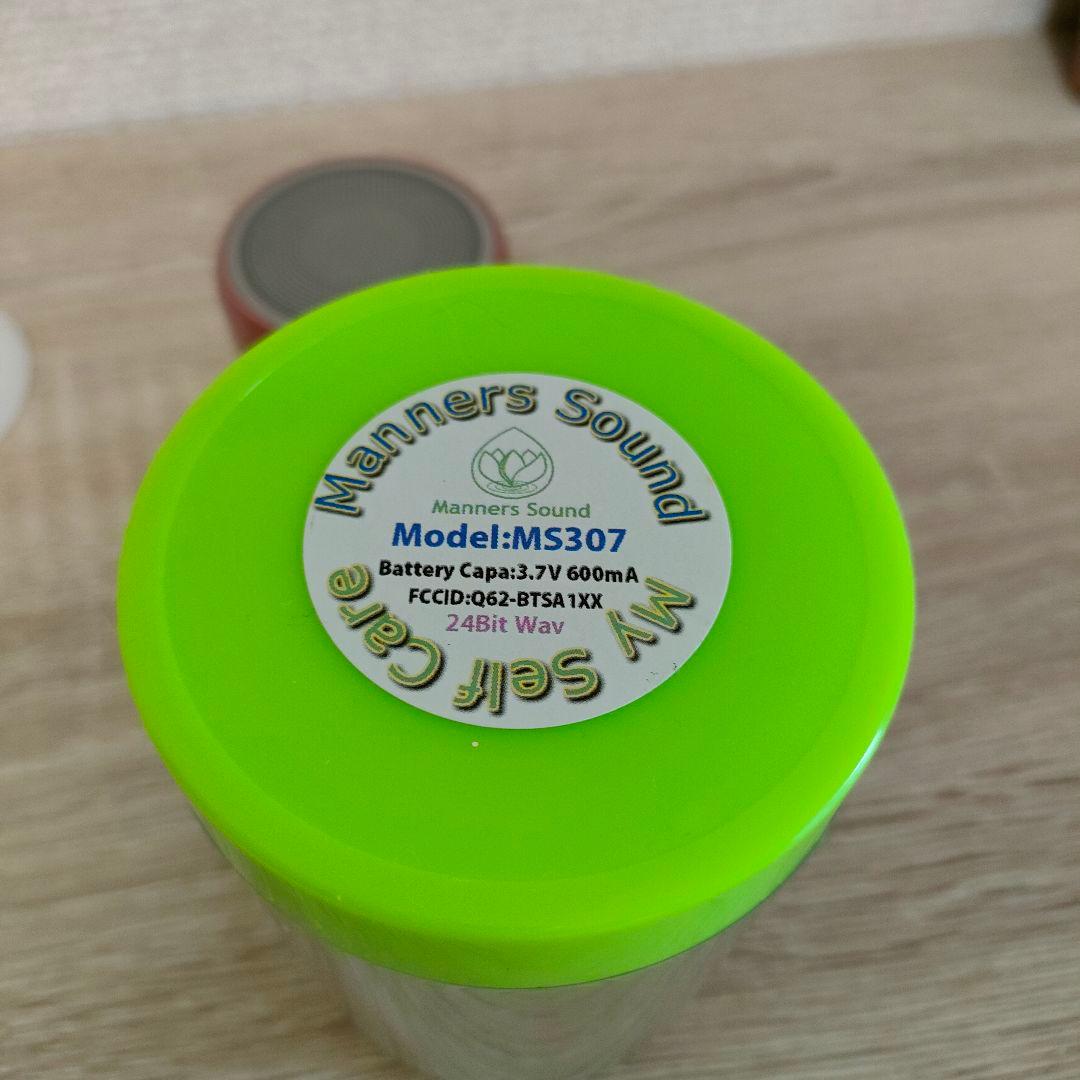 Manners Sound
Manners Sound
Model:MS307
Battery Capa:3.7V 600mA
FCCID:Q62-BTSA1XX
24Bit Wav
My Self Care